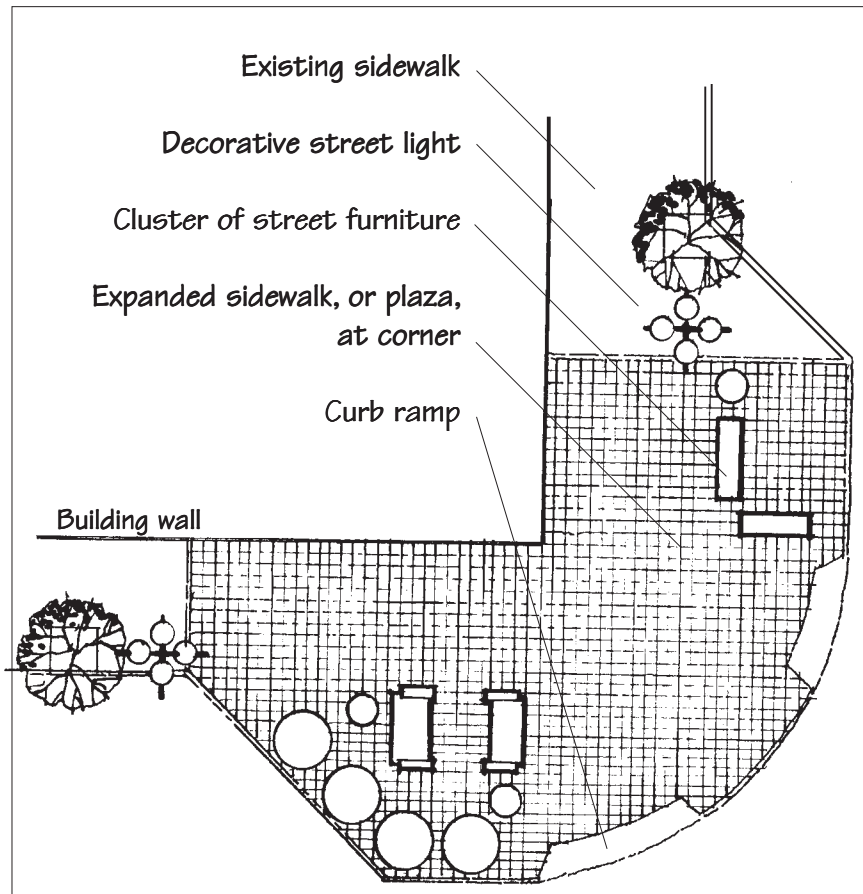 Existing sidewalk
Decorative street light
Cluster of street furniture
Expanded sidewalk, or plaza,
at corner
Curb ramp
Building wall